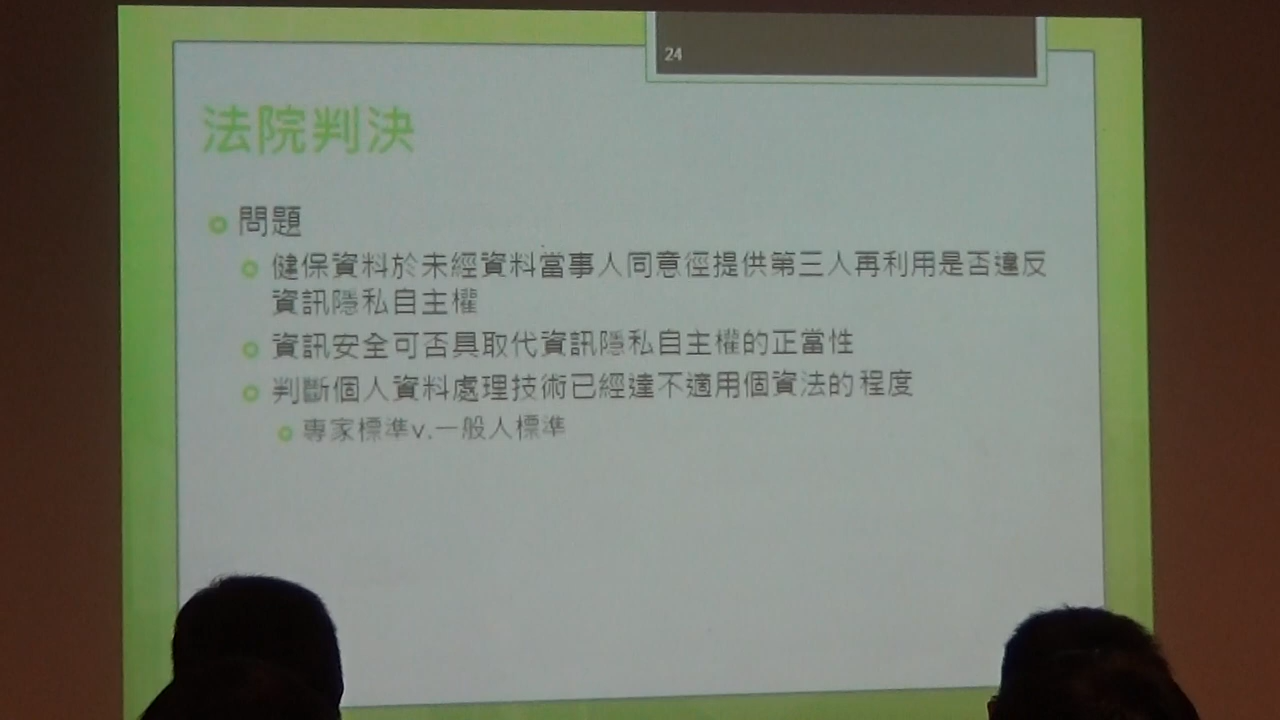 24
法院判決
問題
健保資料於未經資料當事人同意徑提供第三人再利用是否違反
資訊隱私自主權
資訊安全可否具取代資訊隱私自主權的正當性
判斷個人資料處理技術已經達不適用個資法的程度
專家標準v.一般人標準